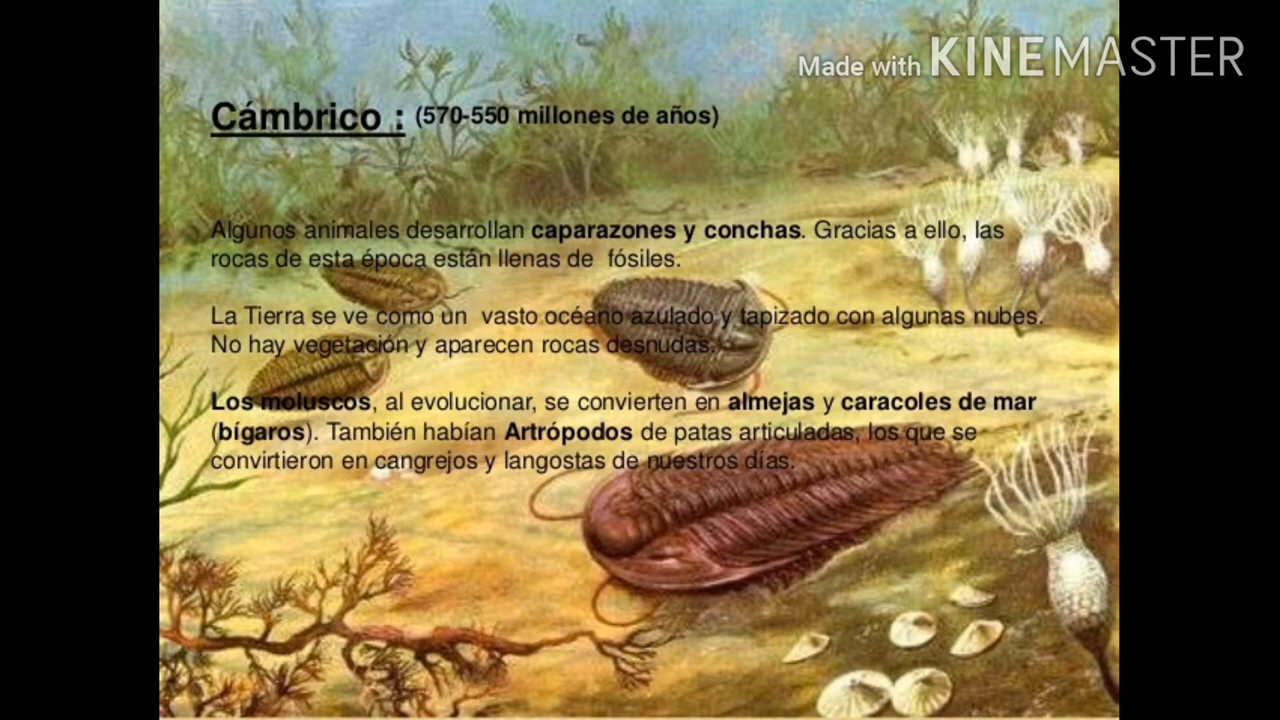 Made with KINEMASTER
Cámbrico : (570-550 millones de años)
Algunos animales desarrollan caparazones y conchas. Gracias a ello, las
rocas de esta época están llenas de fósiles.
La Tierra se ve como un vasto océano azulado y tapizado con algunas nubes.
No hay vegetación y aparecen rocas desnudas.
Los moluscos, al evolucionar, se convierten en almejas y caracoles de mar
(bígaros). También habían Artrópodos de patas articuladas, los que se
convirtieron en cangrejos y langostas de nuestros días.